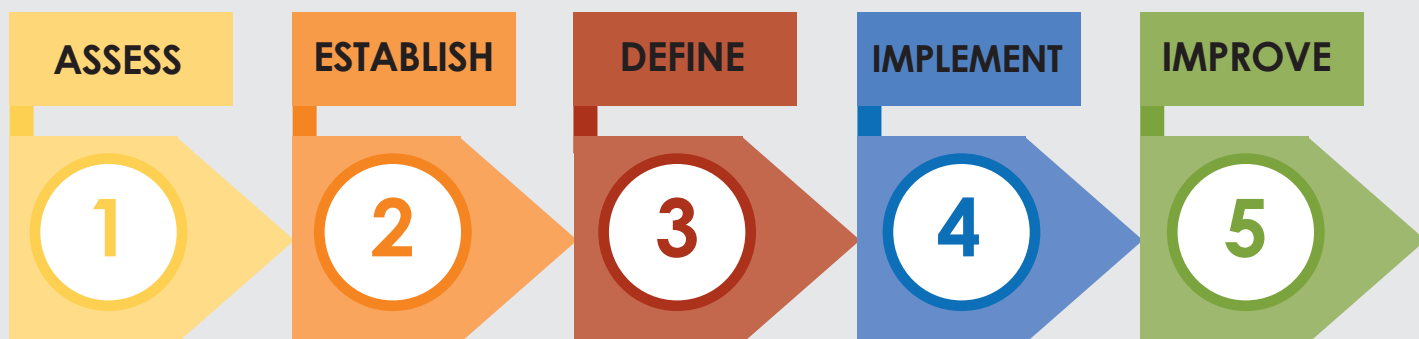 ASSESS
ESTABLISH
DEFINE
IMPLEMENT
IMPROVE
1
2
3
4
5